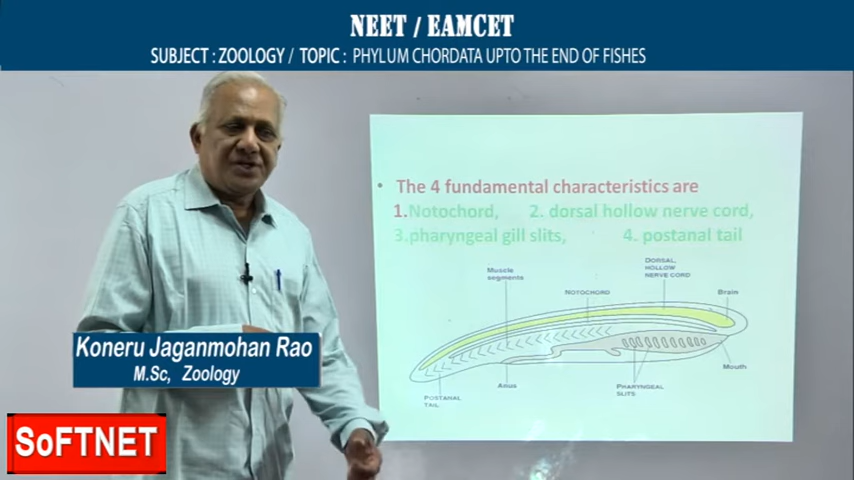 NEET / EAMCET
SUBJECT : ZOOLOGY / TOPIC : PHYLUM CHORDATA UPTO THE END OF FISHES
• The 4 fundamental characteristics are
1.Notochord, 2. dorsal hollow nerve cord,
3.pharyngeal gill slits, 4. postanal tail
DORSAL,
HOLLOW
NERVE CORD
Muscle
segments
NOTOCHORD
Brain
Mouth
Anus
PHARYNGEAL
SLITS
POSTANAL
TAIL
Koneru Jaganmohan Rao
M.Sc, Zoology
SoFTNET